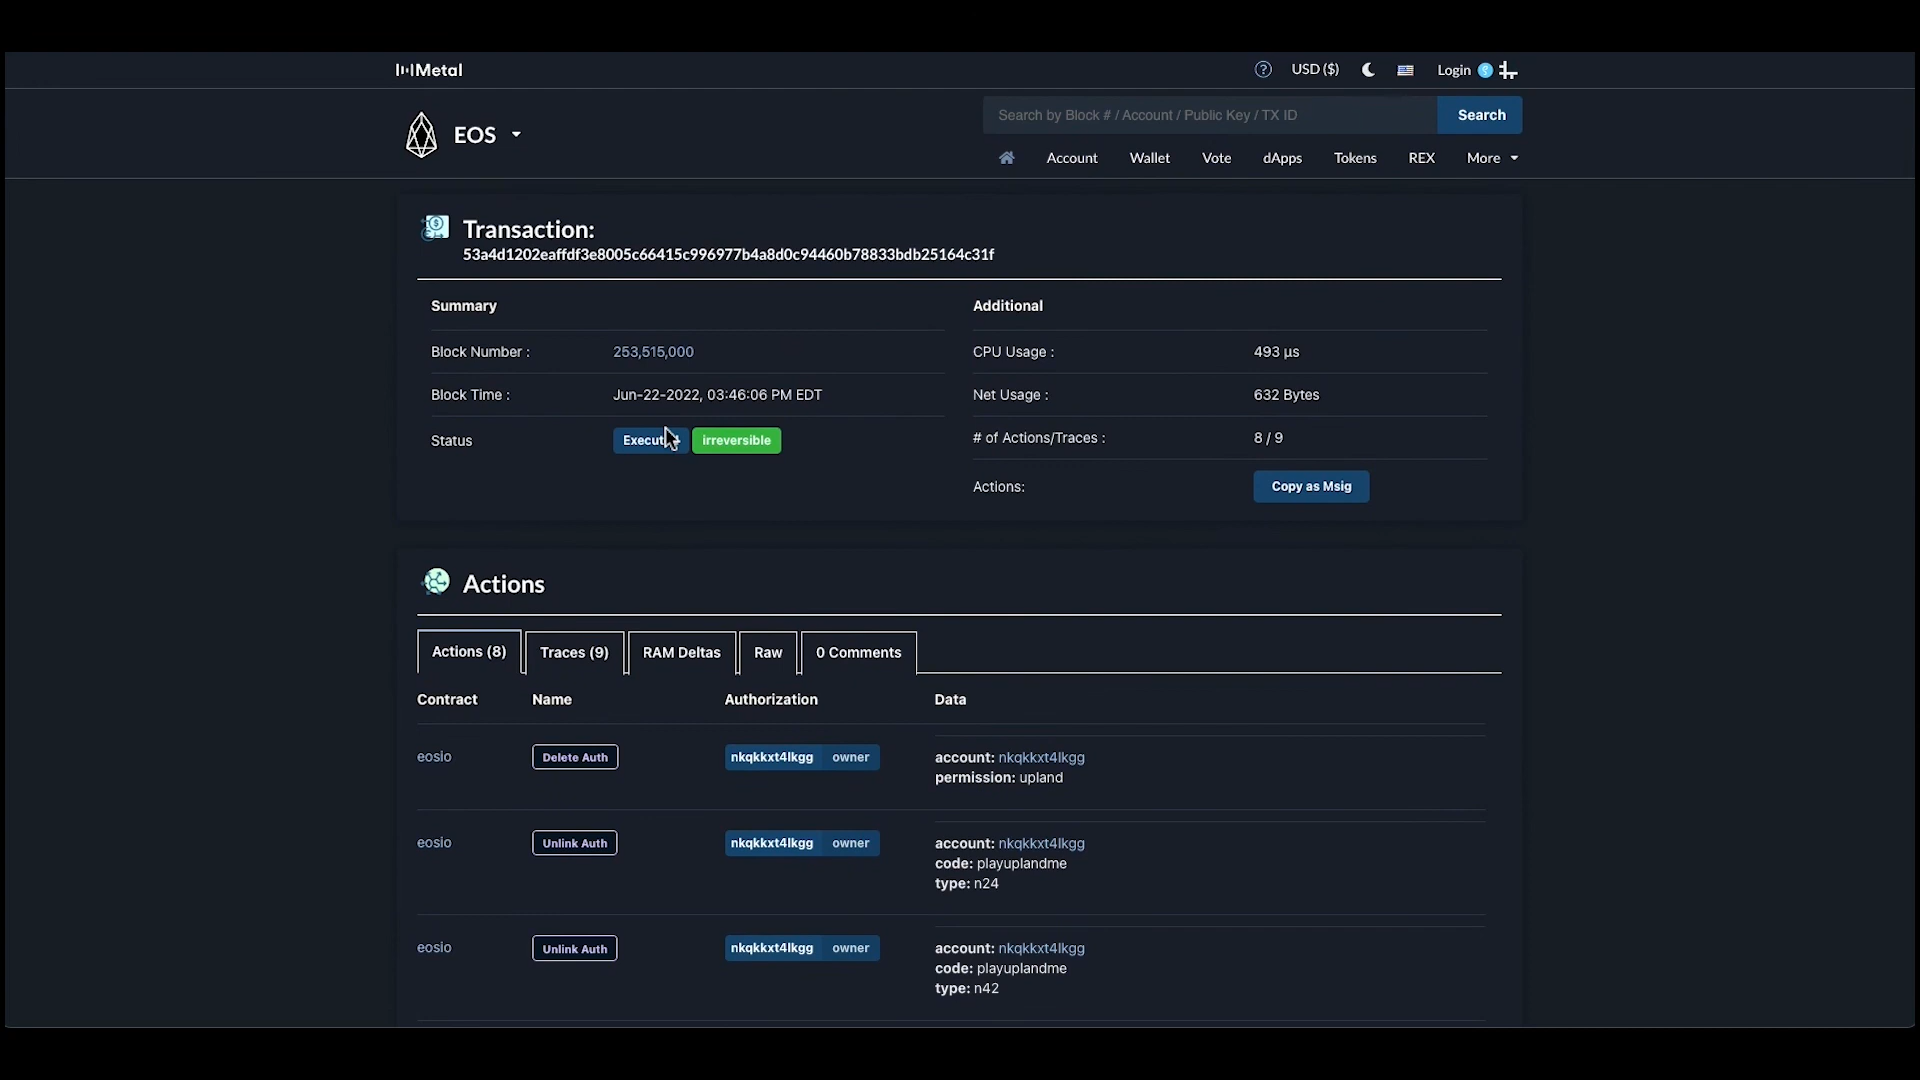 Metal
USD ($)
Login
EOS
Search by Block # / Account / Public Key / TX ID
Search
Account Wallet Vote dApps Tokens REX More
Transaction:
53a4d1202eaffdf3e8005c66415c996977b4a8d0c94460b78833bdb25164c31f
Summary
Additional
Block Number : 253,515,000
CPU Usage : 493 µs
Block Time : Jun-22-2022, 03:46:06 PM EDT
Net Usage : 632 Bytes
Status irreversible
# of Actions/Traces : 8 / 9
Actions: Copy as Msig
Actions
Actions (8) Traces (9) RAM Deltas Raw 0 Comments
Contract Name Authorization Data
eosio Delete Auth nkqkkxt4lkgg owner account: nkqkkxt4lkgg
permission: upland
eosio Unlink Auth nkqkkxt4lkgg owner account: nkqkkxt4lkgg
code: playuplandme
type: n24
eosio Unlink Auth nkqkkxt4lkgg owner account: nkqkkxt4lkgg
code: playuplandme
type: n42